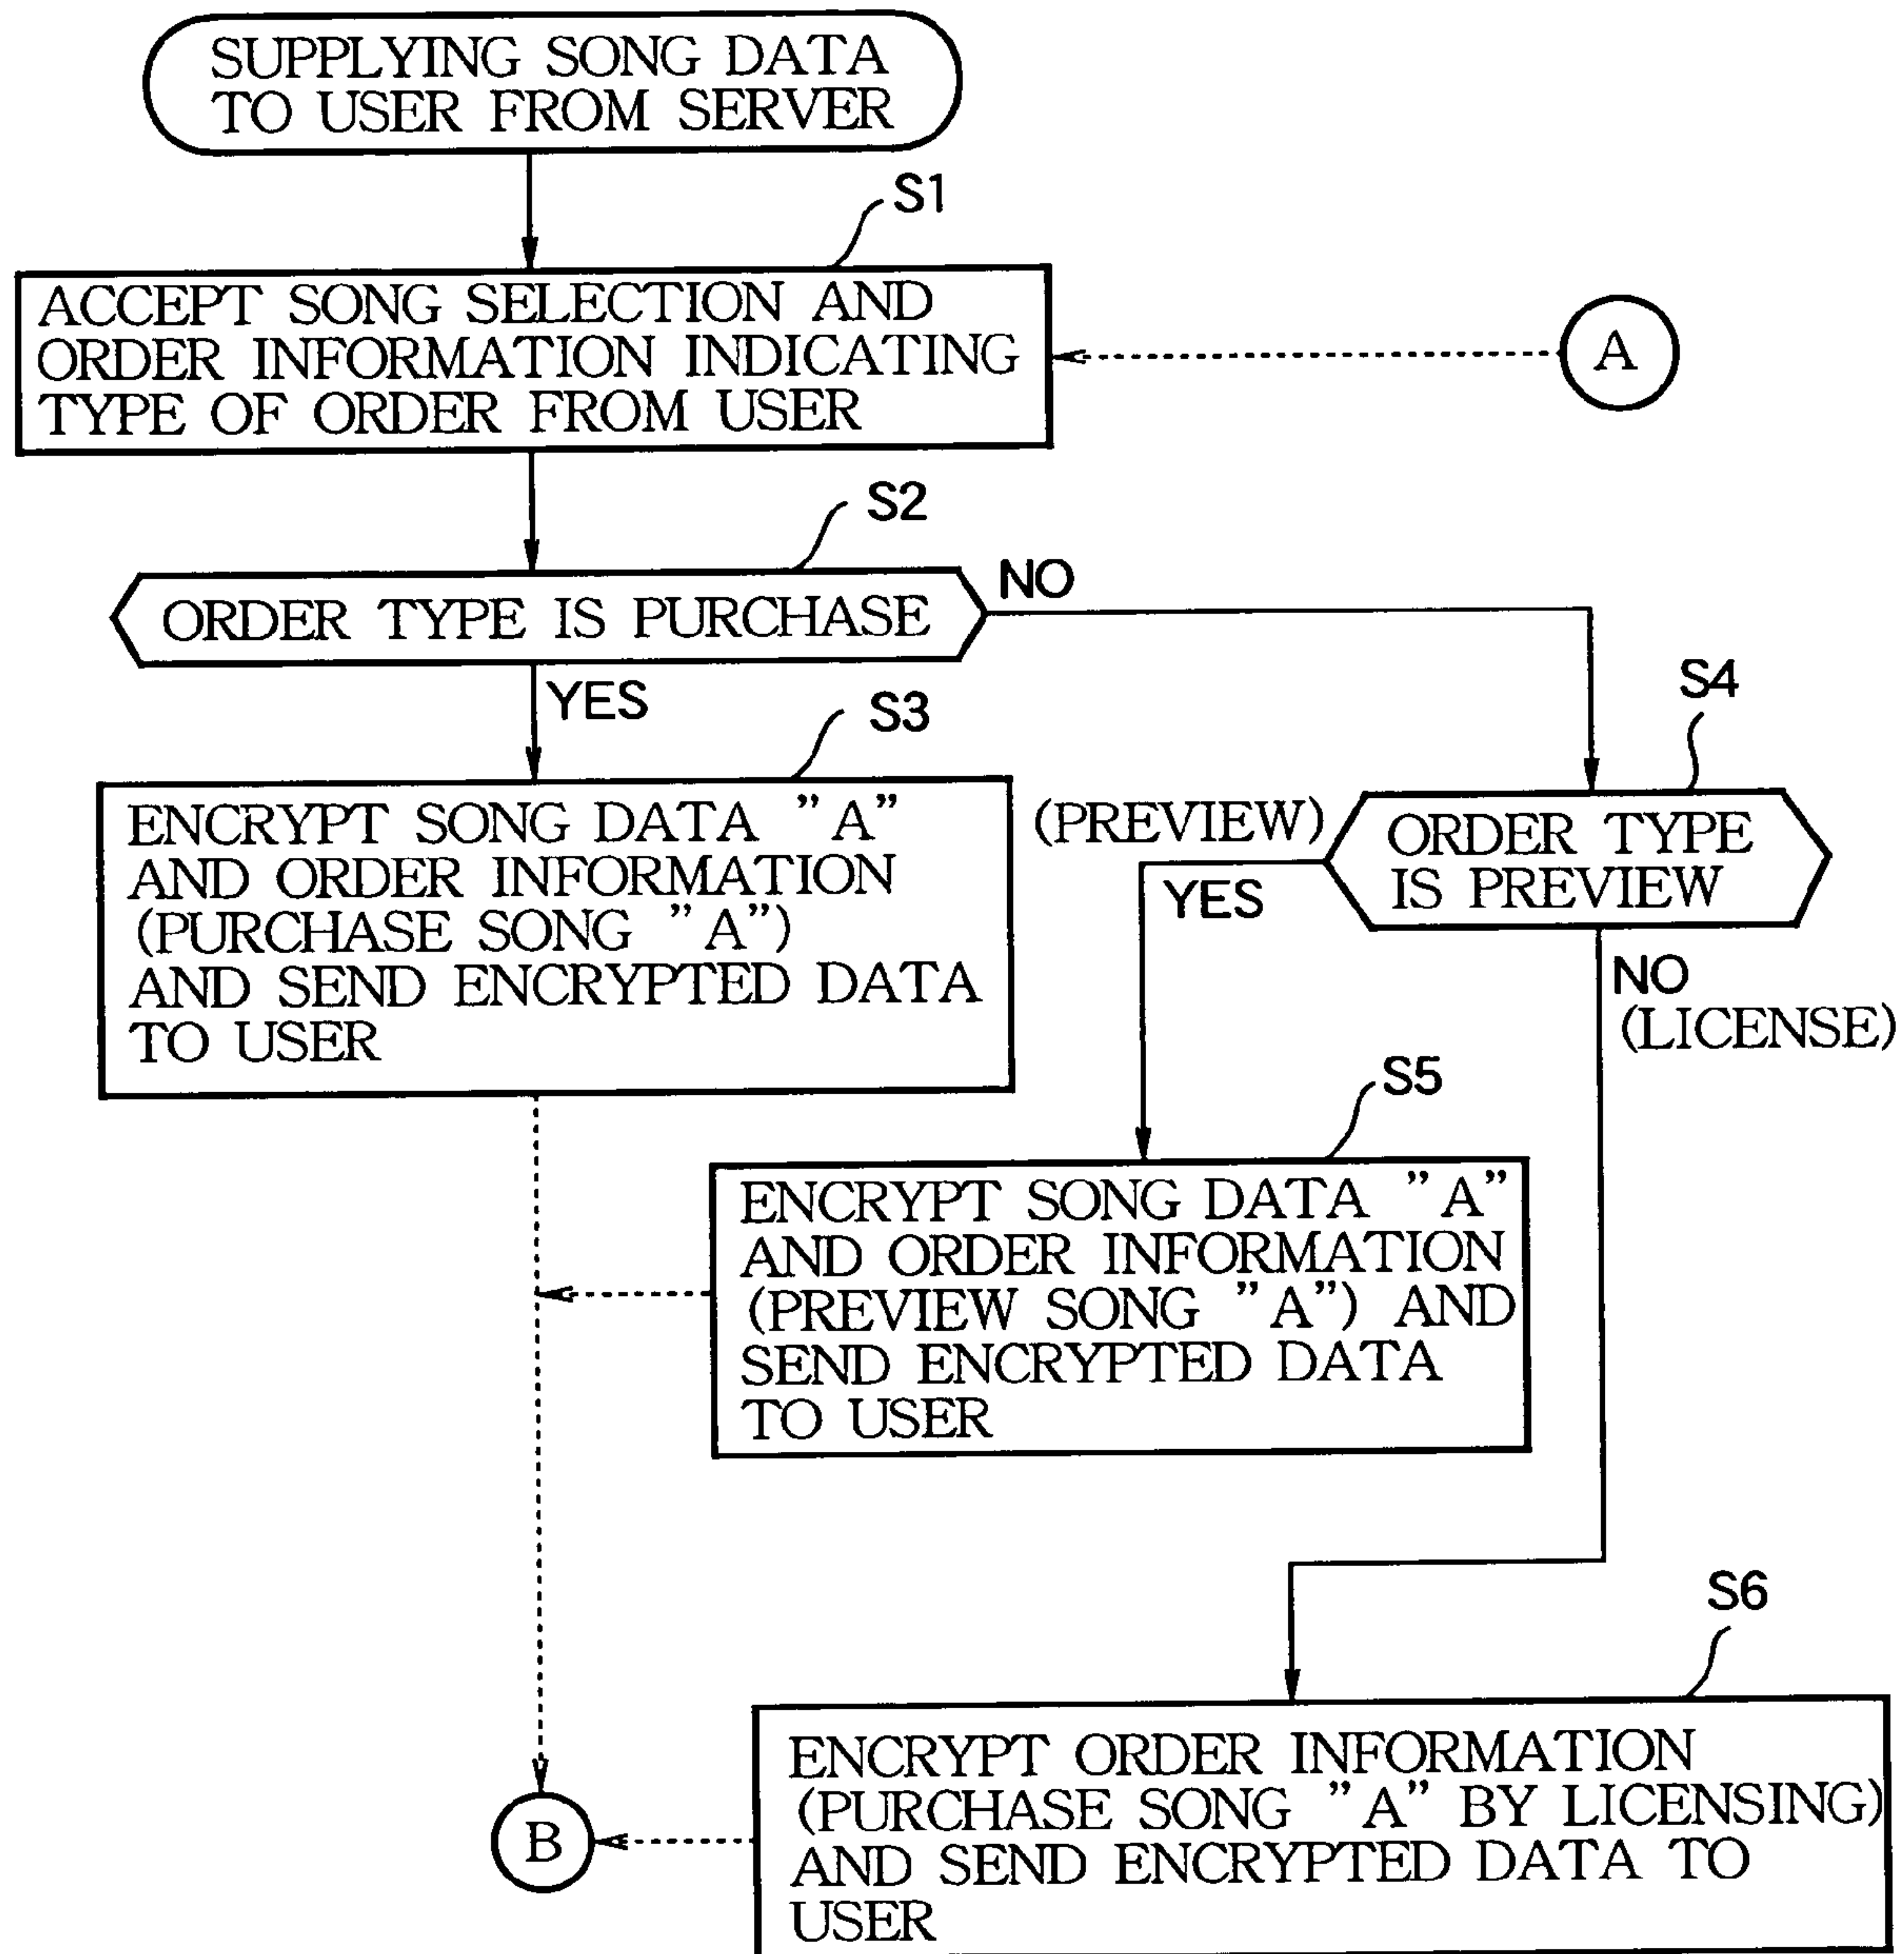 SUPPLYING SONG DATA
TO USER FROM SERVER
S1
ACCEPT SONG SELECTION AND
ORDER INFORMATION INDICATING
TYPE OF ORDER FROM USER
A
S2
ORDER TYPE IS PURCHASE
NO
YES
S3
ENCRYPT SONG DATA "A"
AND ORDER INFORMATION
(PURCHASE SONG "A")
AND SEND ENCRYPTED DATA
TO USER
S4
ORDER TYPE
IS PREVIEW
(PREVIEW)
YES
NO
(LICENSE)
S5
ENCRYPT SONG DATA "A"
AND ORDER INFORMATION
(PREVIEW SONG "A") AND
SEND ENCRYPTED DATA
TO USER
S6
ENCRYPT ORDER INFORMATION
(PURCHASE SONG "A" BY LICENSING)
AND SEND ENCRYPTED DATA TO
USER
B